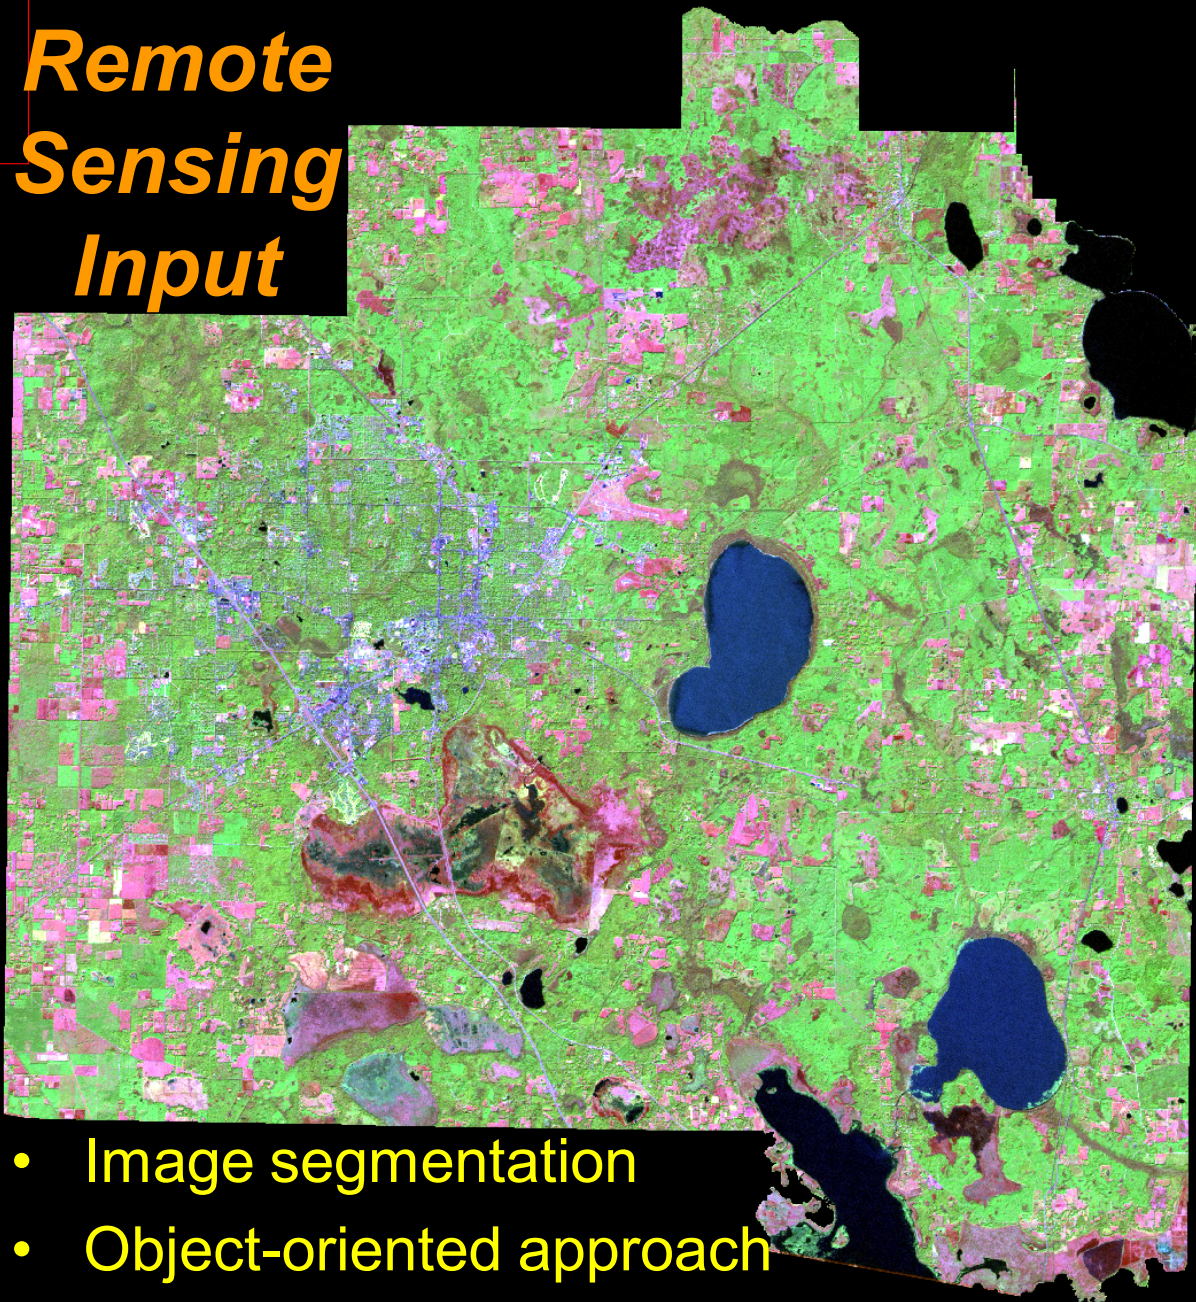 Remote
Sensing
Input
• Image segmentation
• Object-oriented approach